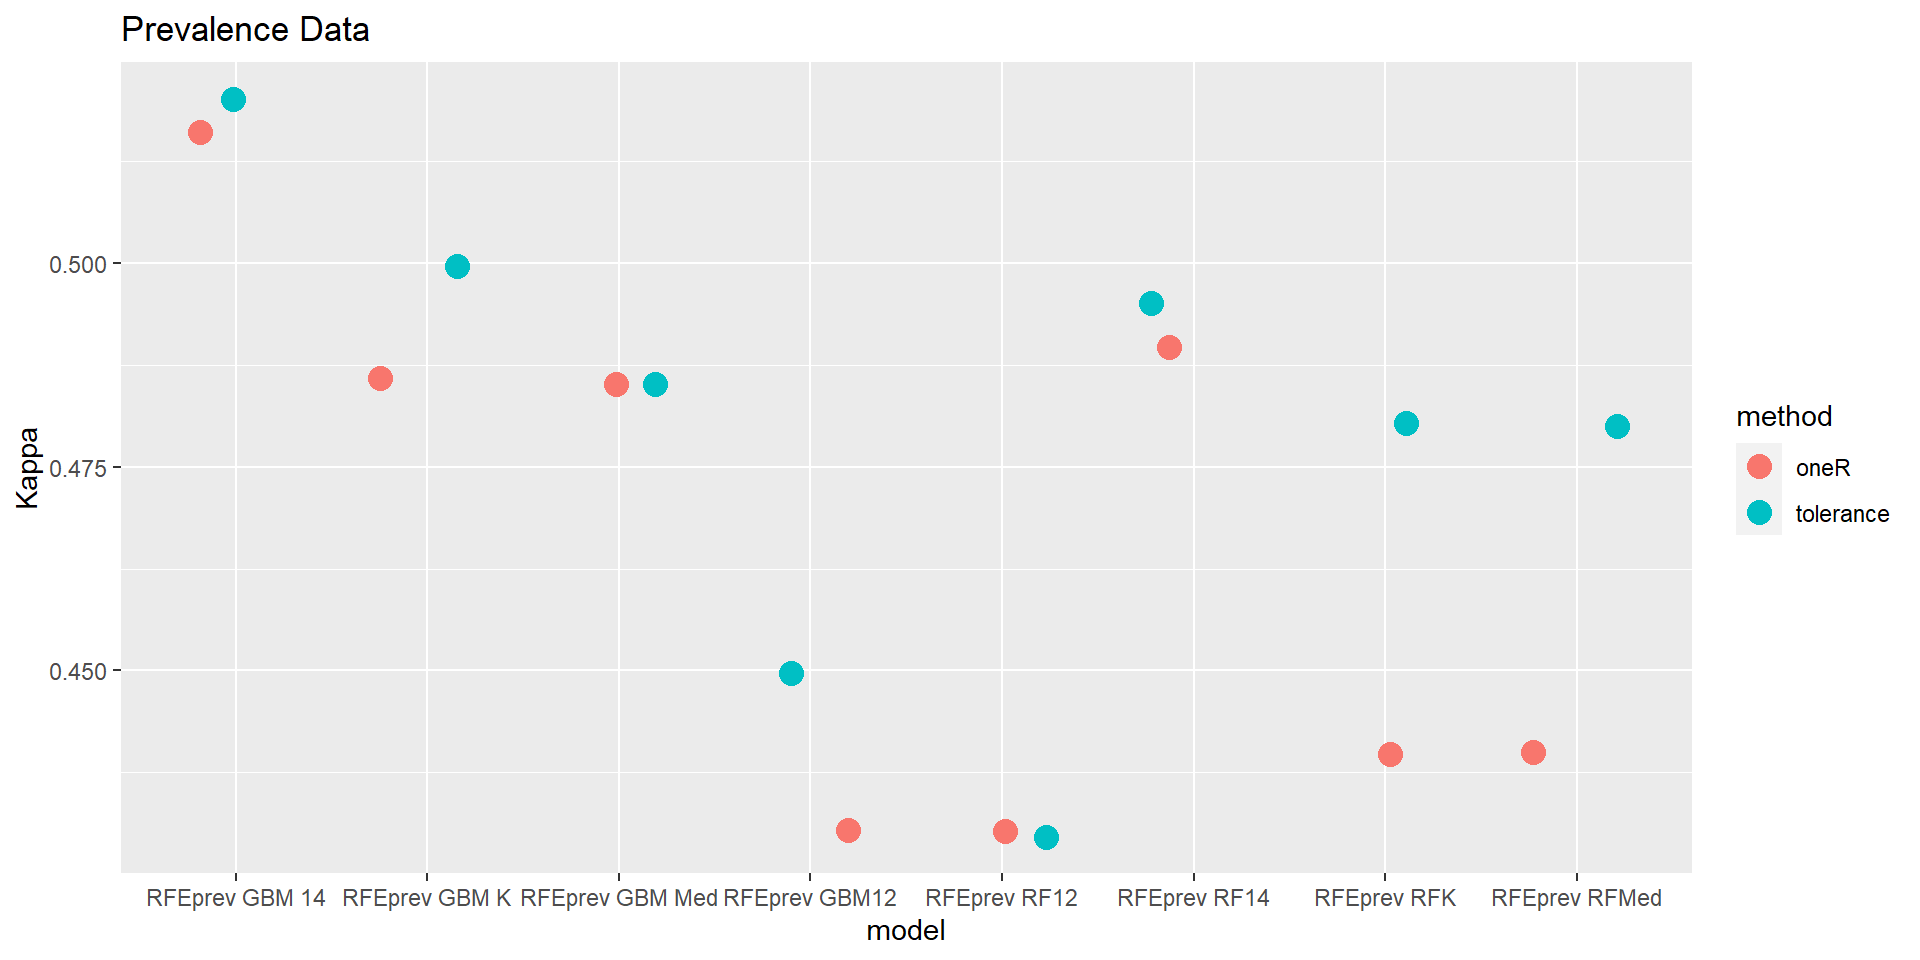 Prevalence Data
Kappa
0.500
0.475
0.450
RFEprev GBM 14
RFEprev GBM K
RFEprev GBM Med
RFEprev GBM12
RFEprev RF12
RFEprev RF14
RFEprev RFK
RFEprev RFMed
model
method
oneR
tolerance